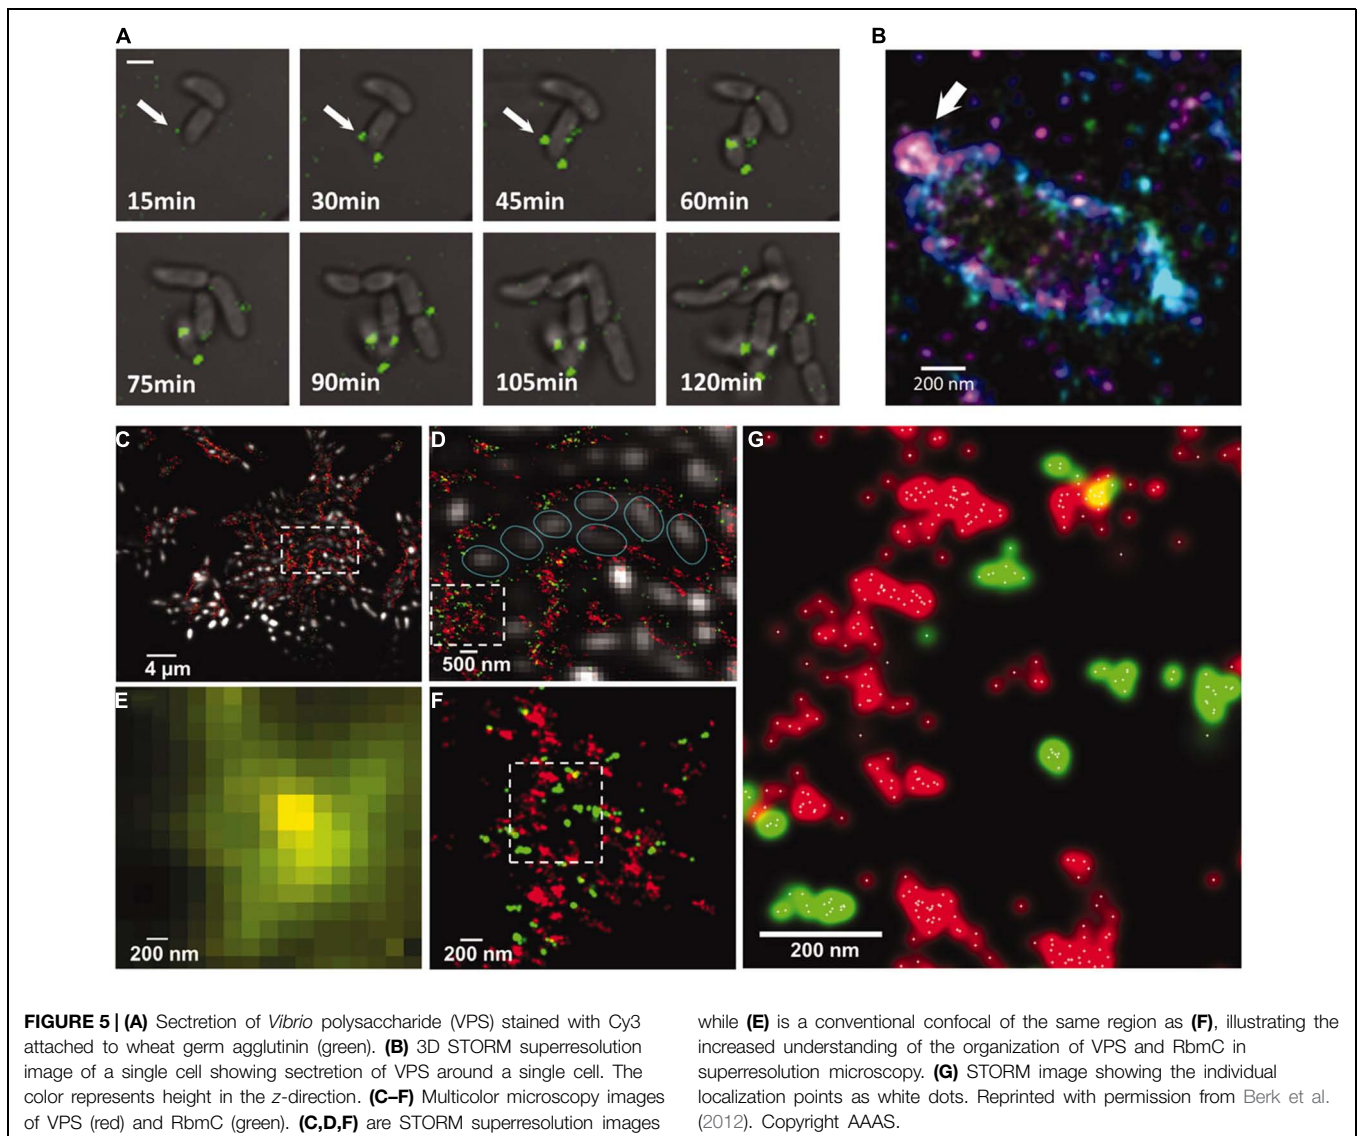 A
B
15min
30min
45min
60min
75min
90min
105min
120min
200 nm
C
D
G
4 µm
500 nm
E
F
200 nm
200 nm
200 nm
FIGURE 5 | (A) Sectretion of Vibrio polysaccharide (VPS) stained with Cy3
attached to wheat germ agglutinin (green). (B) 3D STORM superresolution
image of a single cell showing sectretion of VPS around a single cell. The
color represents height in the z-direction. (C–F) Multicolor microscopy images
of VPS (red) and RbmC (green). (C,D,F) are STORM superresolution images
while (E) is a conventional confocal of the same region as (F), illustrating the
increased understanding of the organization of VPS and RbmC in
superresolution microscopy. (G) STORM image showing the individual
localization points as white dots. Reprinted with permission from Berk et al.
(2012). Copyright AAAS.